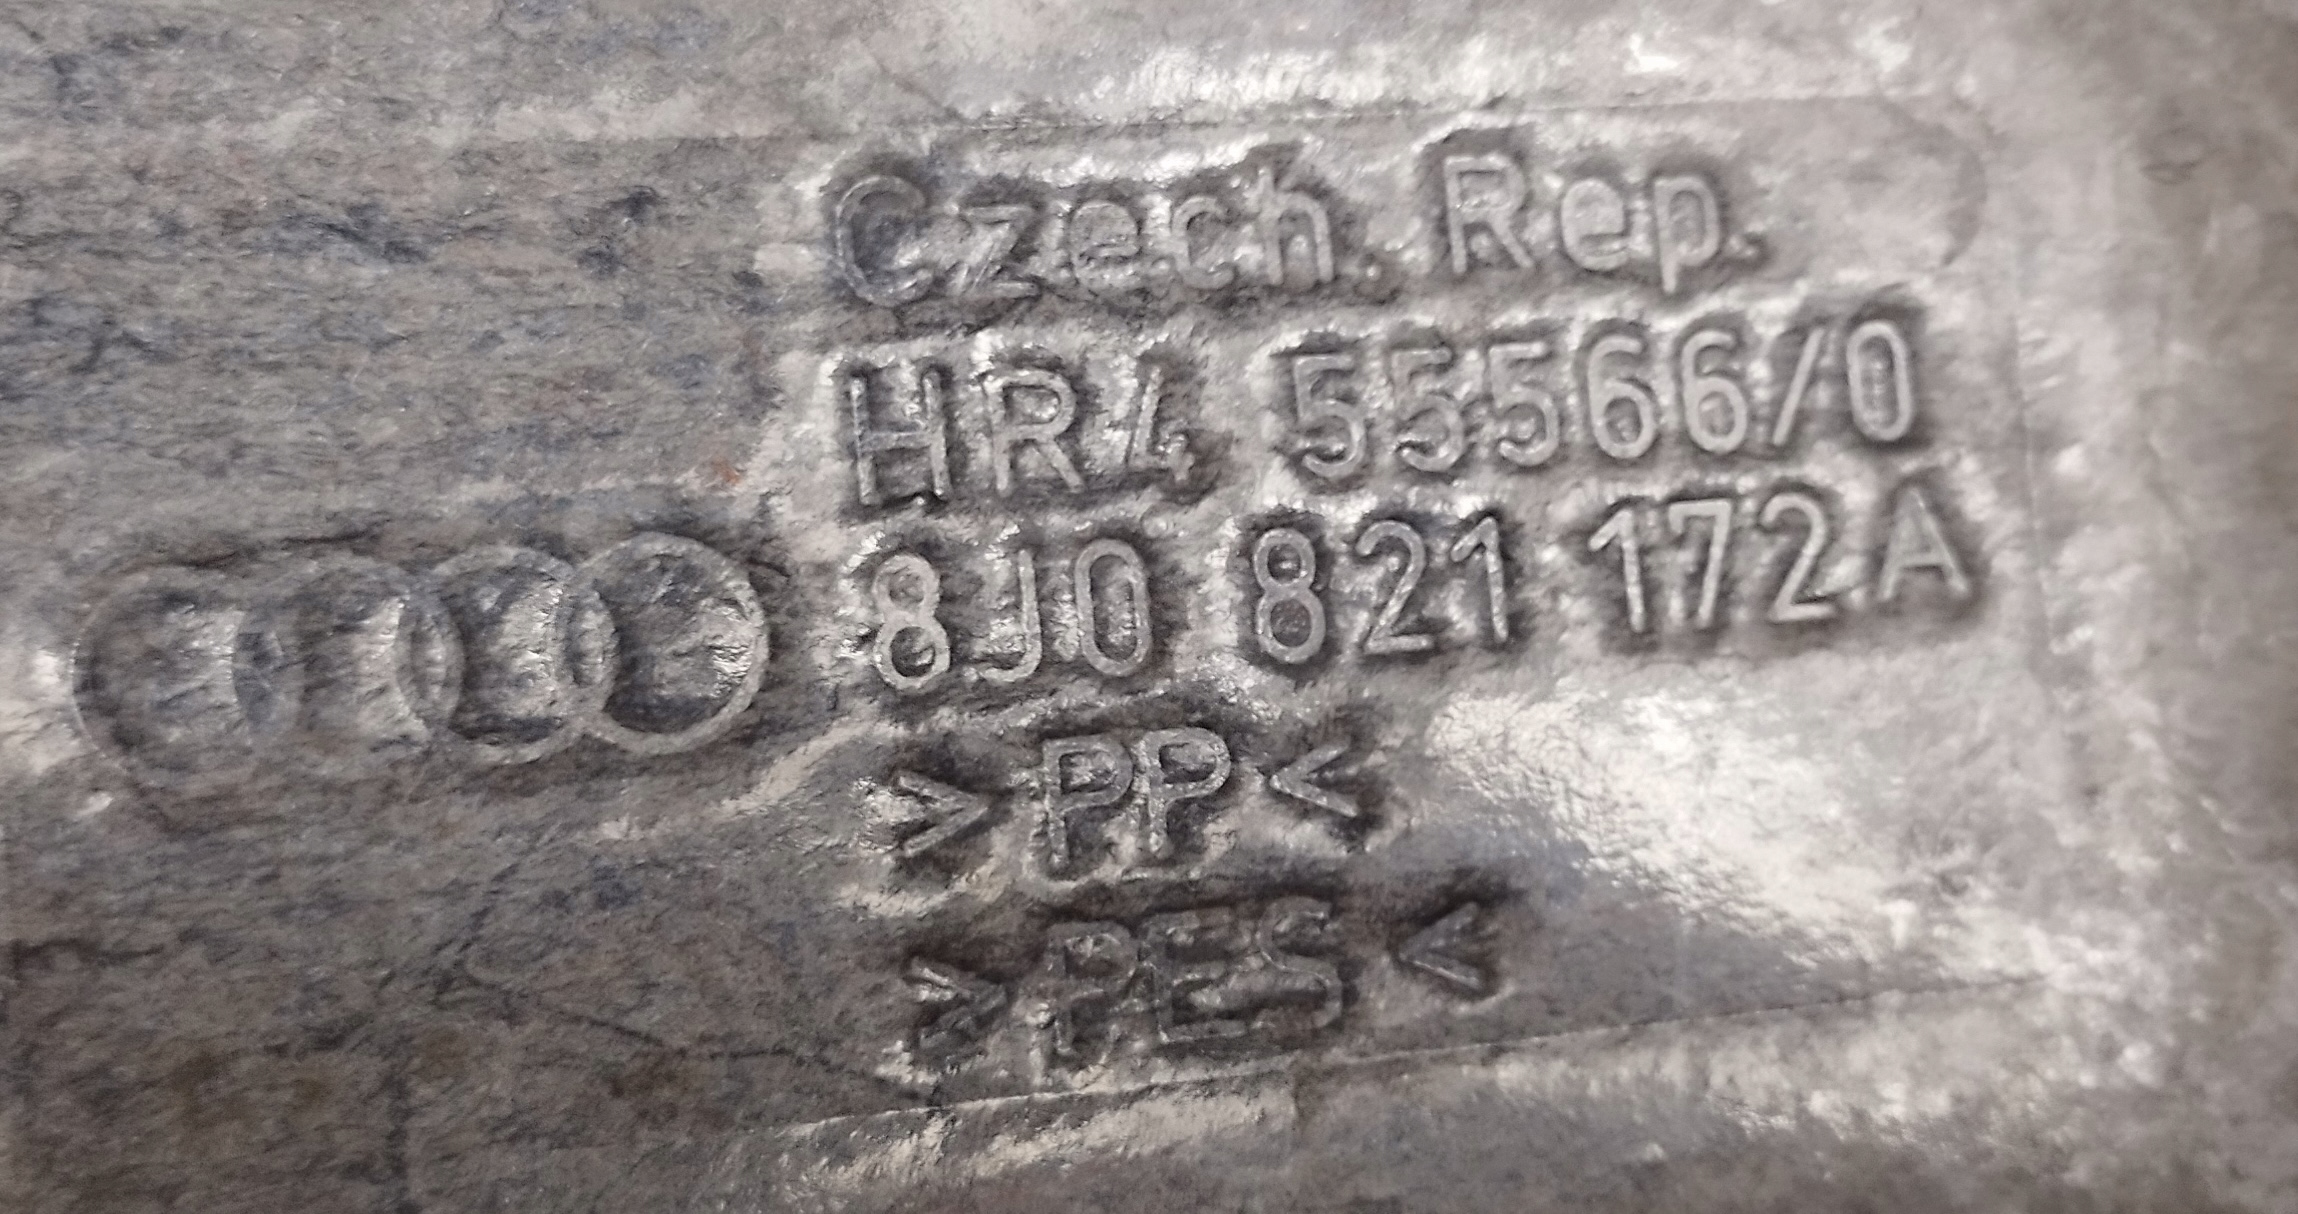 Czech. Rep.
HR4 55566/0
8J0 821 172 A
>PP<
>PES<